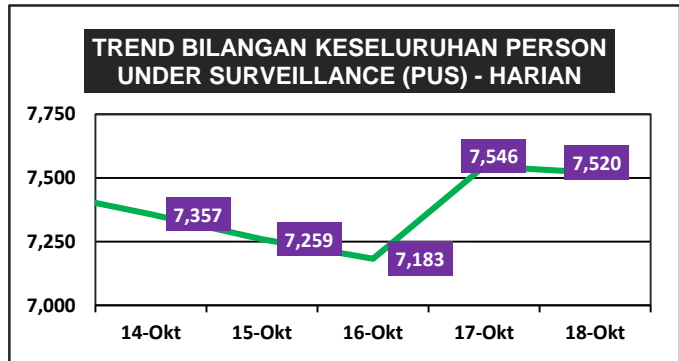 TREND BILANGAN KESELURUHAN PERSON
UNDER SURVEILLANCE (PUS) - HARIAN
7,750
7,500
7,250
7,000
7,357
7,259
7,183
7,546
7,520
14-Okt
15-Okt
16-Okt
17-Okt
18-Okt